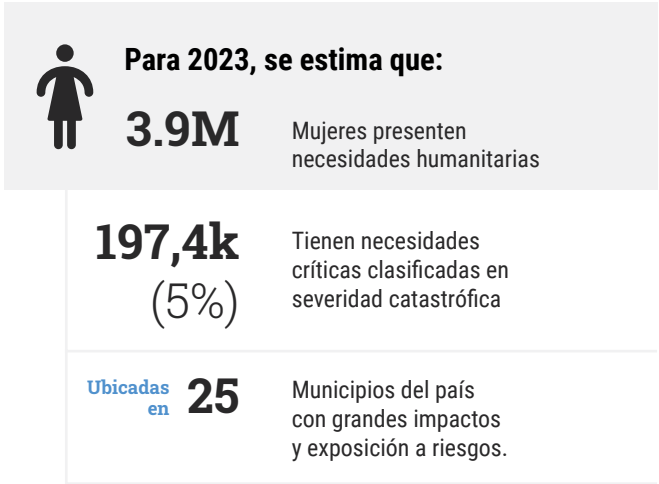 Para 2023, se estima que:
3.9M
Mujeres presenten
necesidades humanitarias
197,4k
(5%)
Tienen necesidades
críticas clasificadas en
severidad catastrófica
Ubicadas
en
25
Municipios del país
con grandes impactos
y exposición a riesgos.